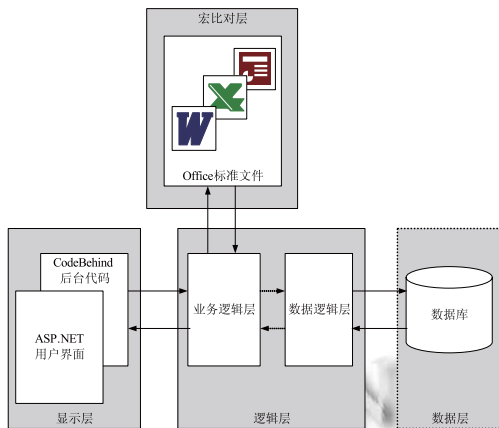 宏比对层
W
Office标准文件
CodeBehind
后台代码
ASP.NET
用户界面
显示层
业务逻辑层
数据逻辑层
逻辑层
数据库
数据层